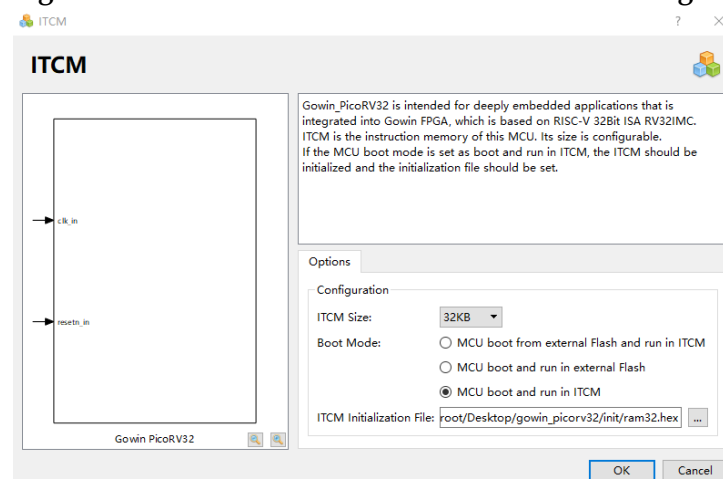 ITCM
?
ITCM
Gowin_PicoRV32 is intended for deeply embedded applications that is
integrated into Gowin FPGA, which is based on RISC-V 32Bit ISA RV32IMC.
ITCM is the instruction memory of this MCU. Its size is configurable.
If the MCU boot mode is set as boot and run in ITCM, the ITCM should be
initialized and the initialization file should be set.
clk_in
resetn_in
Gowin PicoRV32
Options
Configuration
ITCM Size: 32KB
Boot Mode: MCU boot from external Flash and run in ITCM
MCU boot and run in external Flash
MCU boot and run in ITCM
ITCM Initialization File: root/Desktop/gowin_picorv32/init/ram32.hex ...
OK Cancel